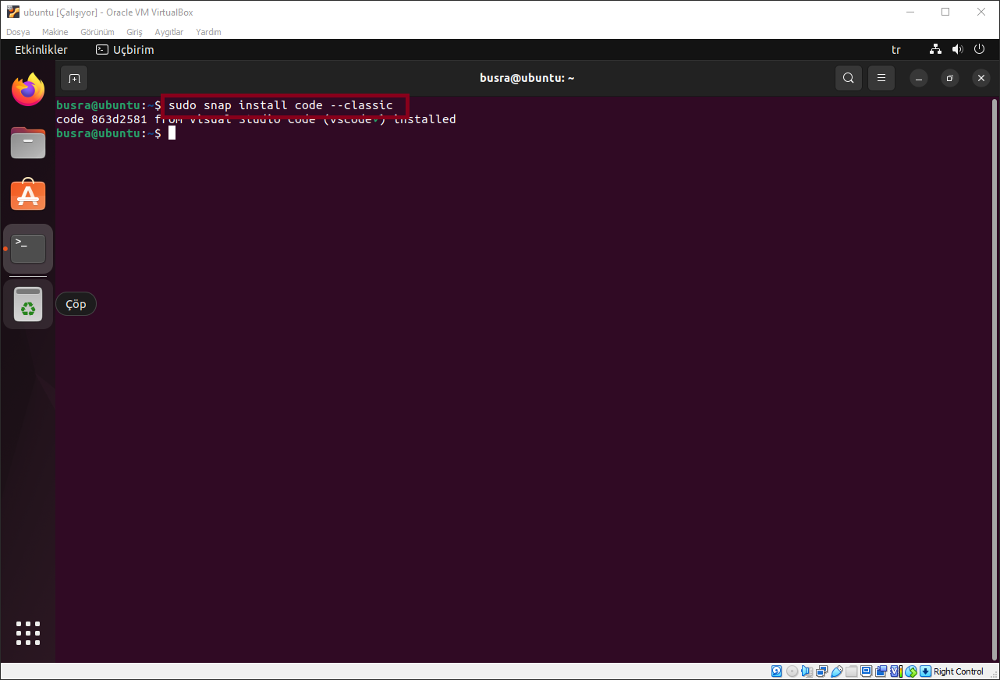 ubuntu [Çalışıyor] - Oracle VM VirtualBox
Dosya Makine Görünüm Giriş Aygıtlar Yardım
Etkinlikler Uçbirim tr
busra@ubuntu: ~
busra@ubuntu:~$ sudo snap install code --classic
code 863d2581 from Visual Studio Code (vscode✓) installed
busra@ubuntu:~$
>_
Çöp
Right Control